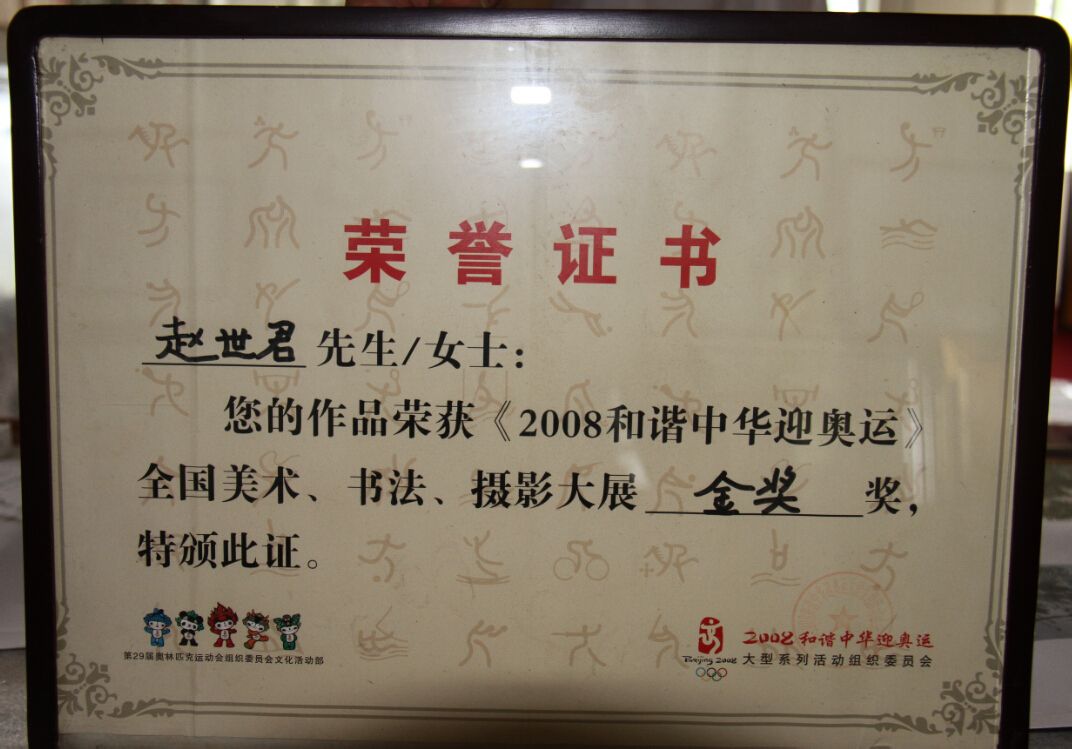 荣誉证书
赵世君 先生/女士:
您的作品荣获《2008和谐中华迎奥运》
全国美术、书法、摄影大展 金奖 奖,
特颁此证。
第29届奥林匹克运动会组织委员会文化活动部
Beijing 2008
2008和谐中华迎奥运
大型系列活动组织委员会